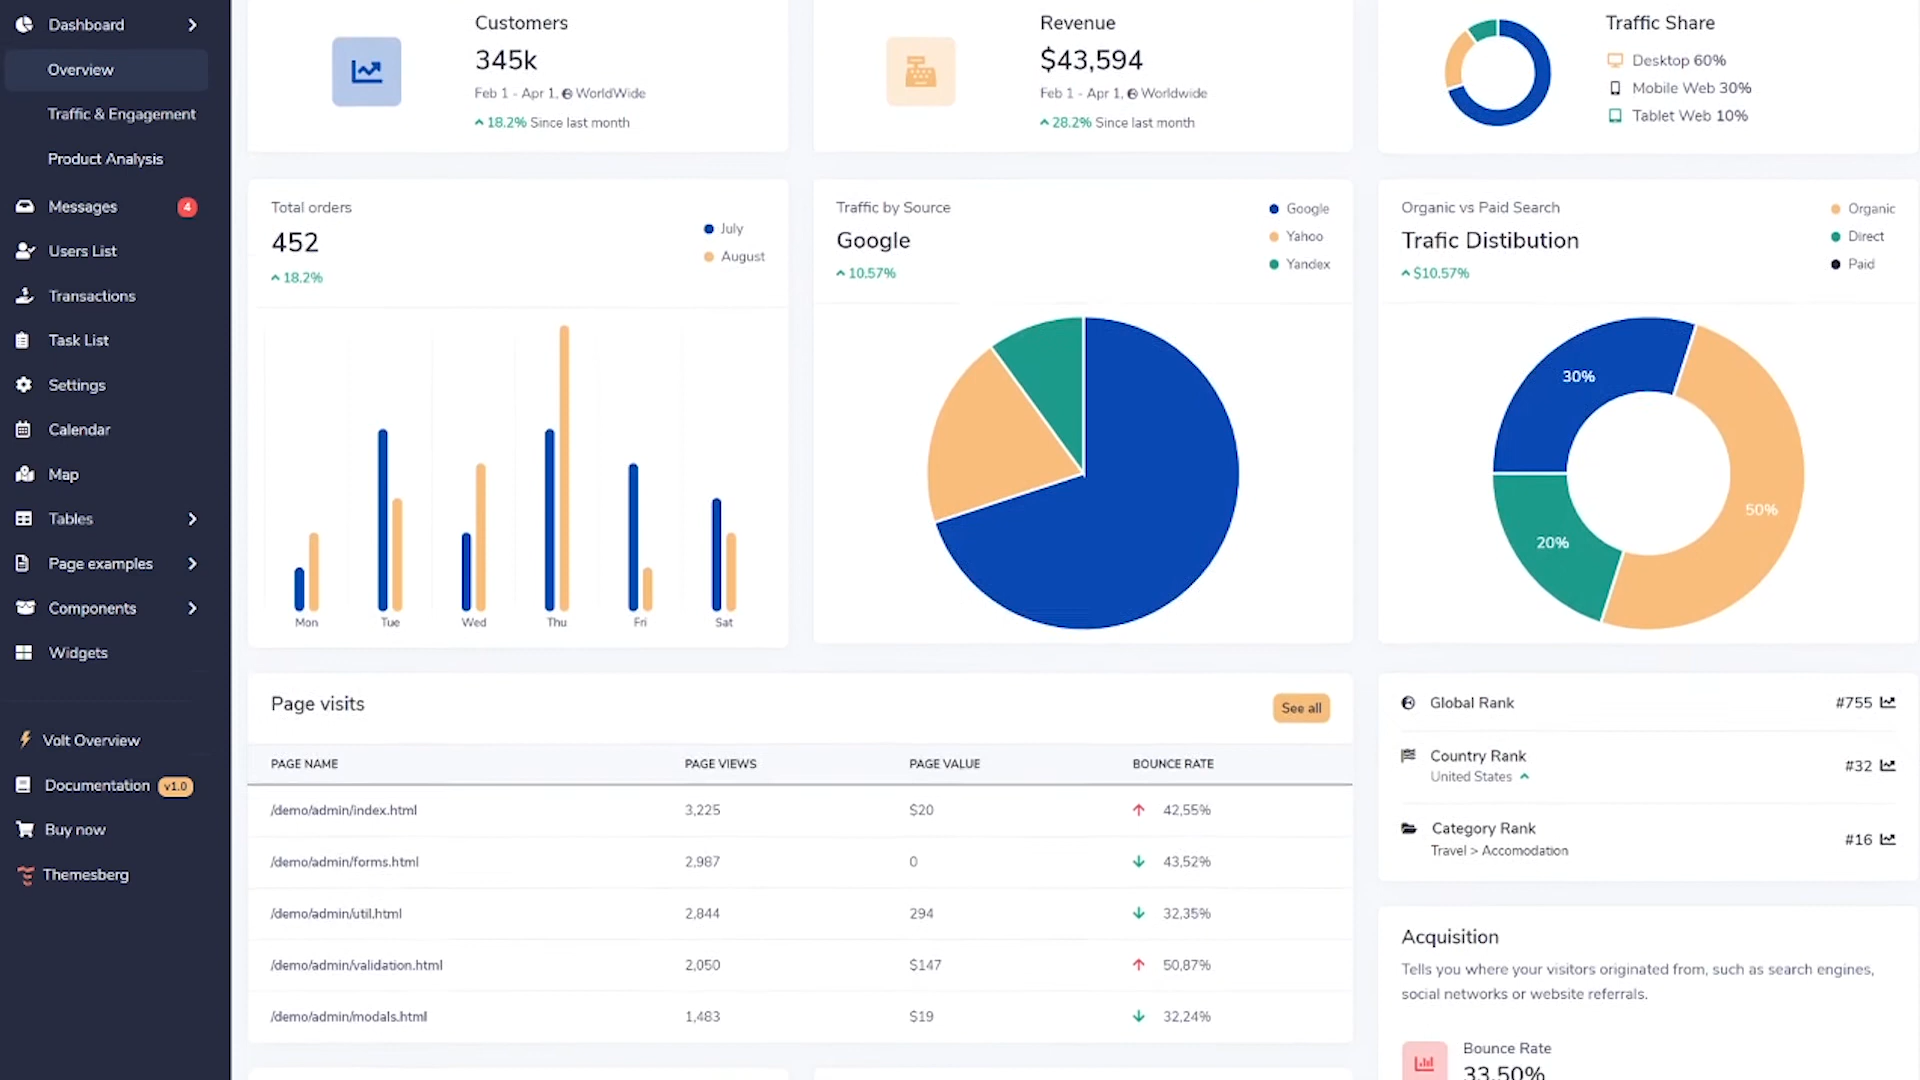 Dashboard
Overview
Traffic & Engagement
Product Analysis
Messages 4
Users List
Transactions
Task List
Settings
Calendar
Map
Tables
Page examples
Components
Widgets
Volt Overview
Documentation v1.0
Buy now
Themesberg
Customers
345k
Feb 1 - Apr 1, WorldWide
18.2% Since last month
Revenue
$43,594
Feb 1 - Apr 1, Worldwide
28.2% Since last month
Traffic Share
Desktop 60%
Mobile Web 30%
Tablet Web 10%
Total orders
452
18.2%
July
August
Mon Tue Wed Thu Fri Sat
Traffic by Source
Google
10.57%
Google
Yahoo
Yandex
Organic vs Paid Search
Trafic Distibution
$10.57%
Organic
Direct
Paid
30%
50%
20%
Page visits
See all
PAGE NAME PAGE VIEWS PAGE VALUE BOUNCE RATE
/demo/admin/index.html 3,225 $20 42,55%
/demo/admin/forms.html 2,987 0 43,52%
/demo/admin/util.html 2,844 294 32,35%
/demo/admin/validation.html 2,050 $147 50,87%
/demo/admin/modals.html 1,483 $19 32,24%
Global Rank #755
Country Rank
United States
#32
Category Rank
Travel > Accomodation
#16
Acquisition
Tells you where your visitors originated from, such as search engines,
social networks or website referrals.
Bounce Rate
33.50%